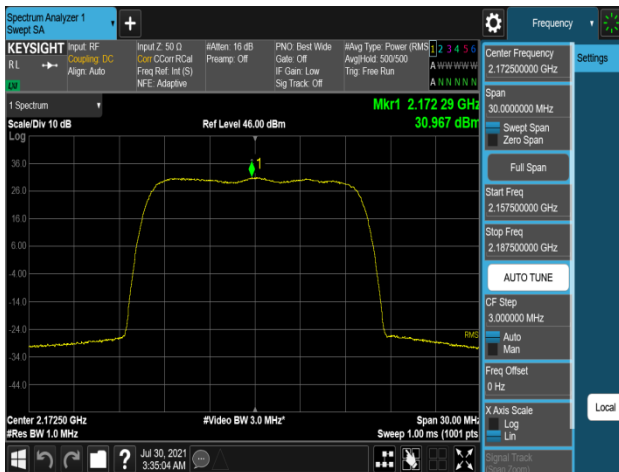 Spectrum Analyzer 1
Swept SA
Frequency
KEYSIGHT
Input: RF
Coupling: DC
Align: Auto
RL
LXI
Input Z: 50 Ω
Corr CCorr RCal
Freq Ref: Int (S)
NFE: Adaptive
#Atten: 16 dB
Preamp: Off
PNO: Best Wide
Gate: Off
IF Gain: Low
Sig Track: Off
#Avg Type: Power (RMS
Avg|Hold: 500/500
Trig: Free Run
1 2 3 4 5 6
A W W W W W
A N N N N N
Center Frequency
2.172500000 GHz
Settings
1 Spectrum
Mkr1 2.172 29 GHz
Scale/Div 10 dB
Ref Level 46.00 dBm
30.967 dBm
Log
Span
30.0000000 MHz
Swept Span
Zero Span
Full Span
Start Freq
2.157500000 GHz
Stop Freq
2.187500000 GHz
AUTO TUNE
CF Step
3.000000 MHz
Auto
Man
Freq Offset
0 Hz
X Axis Scale
Log
Lin
Local
Signal Track
(Span Zoom)
1
36.0
26.0
16.0
6.00
-4.00
-14.0
-24.0
RMS
-34.0
-44.0
Center 2.17250 GHz
#Video BW 3.0 MHz*
Span 30.00 MHz
#Res BW 1.0 MHz
Sweep 1.00 ms (1001 pts
?
Jul 30, 2021
3:35:04 AM